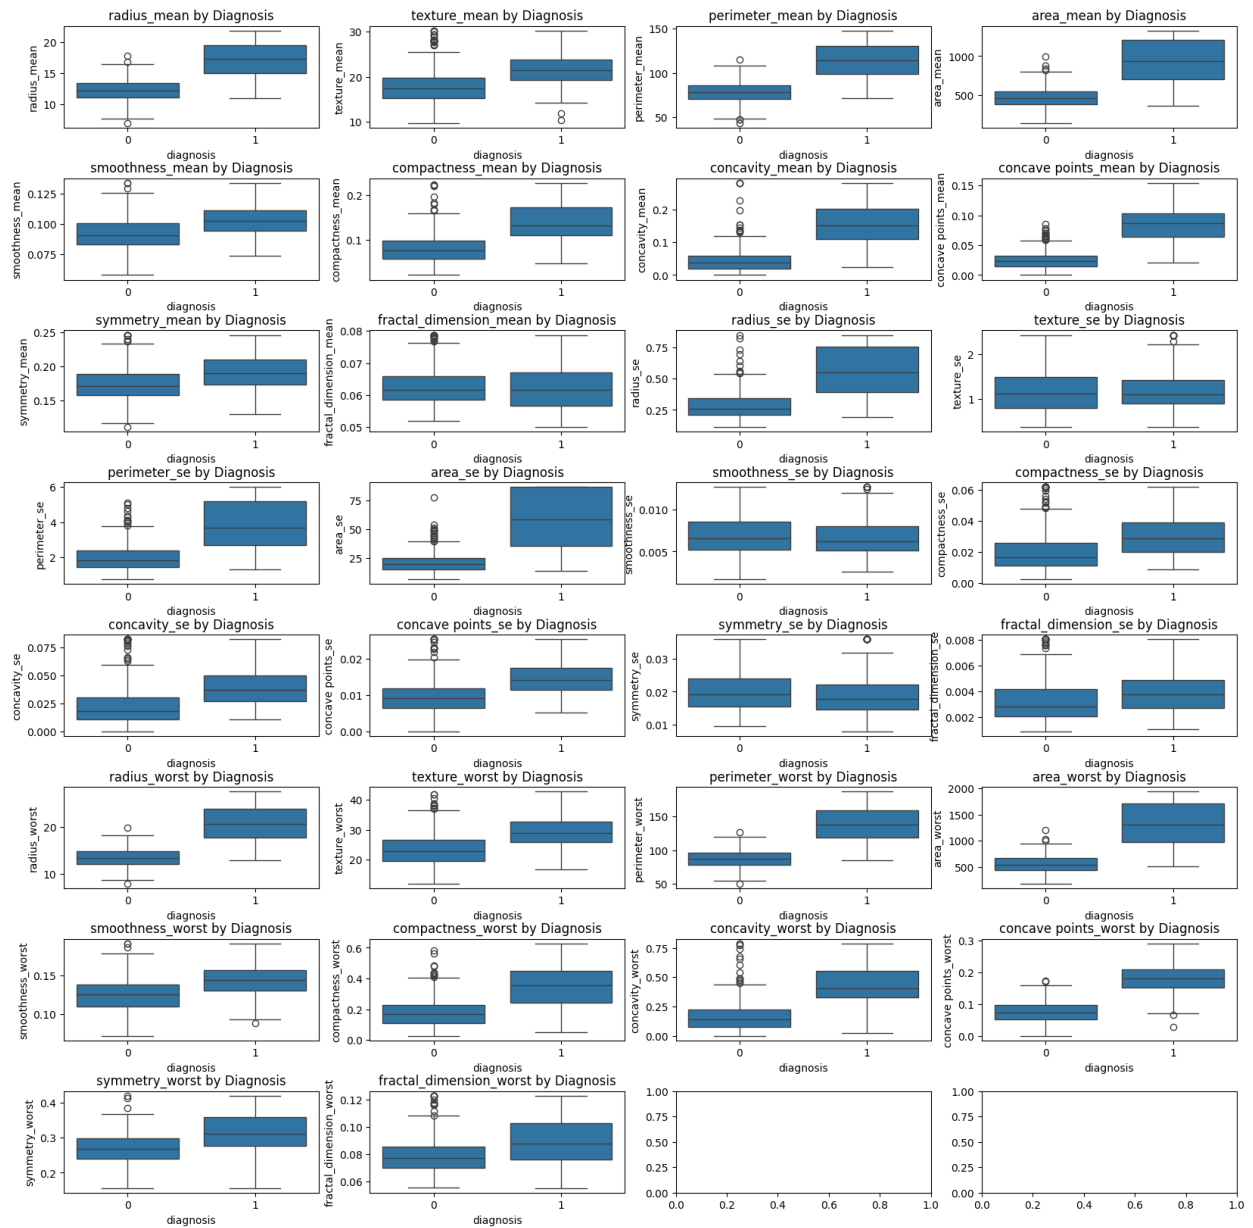 radius_mean by Diagnosis
radius_mean
20
15
10
0 1
diagnosis
texture_mean by Diagnosis
texture_mean
30
20
10
0 1
diagnosis
perimeter_mean by Diagnosis
perimeter_mean
150
100
50
0 1
diagnosis
area_mean by Diagnosis
area_mean
1000
500
0 1
diagnosis
smoothness_mean by Diagnosis
smoothness_mean
0.125
0.100
0.075
0 1
diagnosis
compactness_mean by Diagnosis
compactness_mean
0.2
0.1
0 1
diagnosis
concavity_mean by Diagnosis
concavity_mean
0.2
0.1
0.0
0 1
diagnosis
concave points_mean by Diagnosis
concave points_mean
0.15
0.10
0.05
0.00
0 1
diagnosis
symmetry_mean by Diagnosis
symmetry_mean
0.25
0.20
0.15
0 1
diagnosis
fractal_dimension_mean by Diagnosis
fractal_dimension_mean
0.08
0.07
0.06
0.05
0 1
diagnosis
radius_se by Diagnosis
radius_se
0.75
0.50
0.25
0 1
diagnosis
texture_se by Diagnosis
texture_se
2
1
0 1
diagnosis
perimeter_se by Diagnosis
perimeter_se
6
4
2
0 1
diagnosis
area_se by Diagnosis
area_se
75
50
25
0 1
diagnosis
smoothness_se by Diagnosis
smoothness_se
0.010
0.005
0 1
diagnosis
compactness_se by Diagnosis
compactness_se
0.06
0.04
0.02
0.00
0 1
diagnosis
concavity_se by Diagnosis
concavity_se
0.075
0.050
0.025
0.000
0 1
diagnosis
concave points_se by Diagnosis
concave points_se
0.02
0.01
0.00
0 1
diagnosis
symmetry_se by Diagnosis
symmetry_se
0.03
0.02
0.01
0 1
diagnosis
fractal_dimension_se by Diagnosis
fractal_dimension_se
0.008
0.006
0.004
0.002
0 1
diagnosis
radius_worst by Diagnosis
radius_worst
20
10
0 1
diagnosis
texture_worst by Diagnosis
texture_worst
40
30
20
0 1
diagnosis
perimeter_worst by Diagnosis
perimeter_worst
150
100
50
0 1
diagnosis
area_worst by Diagnosis
area_worst
2000
1500
1000
500
0 1
diagnosis
smoothness_worst by Diagnosis
smoothness_worst
0.15
0.10
0 1
diagnosis
compactness_worst by Diagnosis
compactness_worst
0.6
0.4
0.2
0.0
0 1
diagnosis
concavity_worst by Diagnosis
concavity_worst
0.75
0.50
0.25
0.00
0 1
diagnosis
concave points_worst by Diagnosis
concave points_worst
0.3
0.2
0.1
0.0
0 1
diagnosis
symmetry_worst by Diagnosis
symmetry_worst
0.4
0.3
0.2
0 1
diagnosis
fractal_dimension_worst by Diagnosis
fractal_dimension_worst
0.12
0.10
0.08
0.06
0 1
diagnosis
1.00
0.75
0.50
0.25
0.00
0.0 0.2 0.4 0.6 0.8 1.0
1.00
0.75
0.50
0.25
0.00
0.0 0.2 0.4 0.6 0.8 1.0